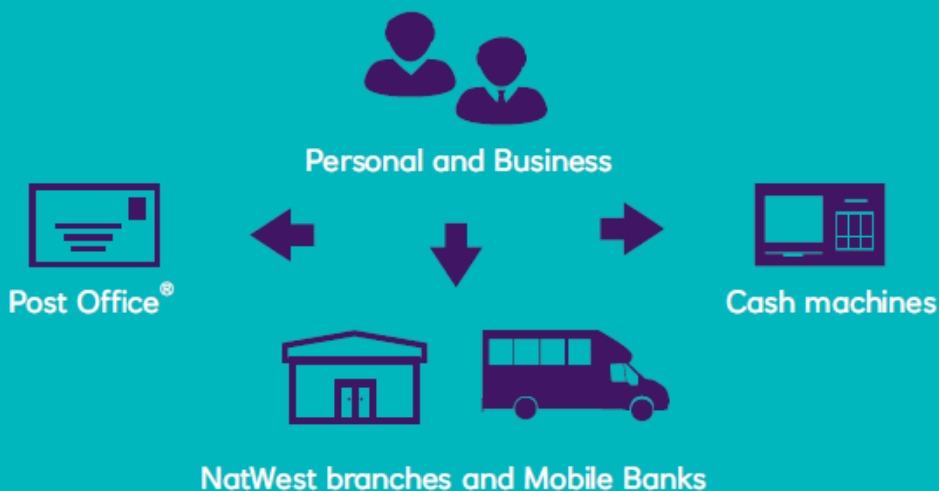 Personal and Business
Post Office®
Cash machines
NatWest branches and Mobile Banks